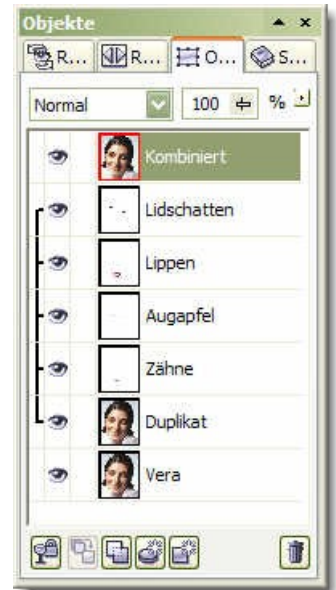 Objekte
R... R... O... S...
Normal 100 %
Kombiniert
Lidschatten
Lippen
Augapfel
Zähne
Duplikat
Vera